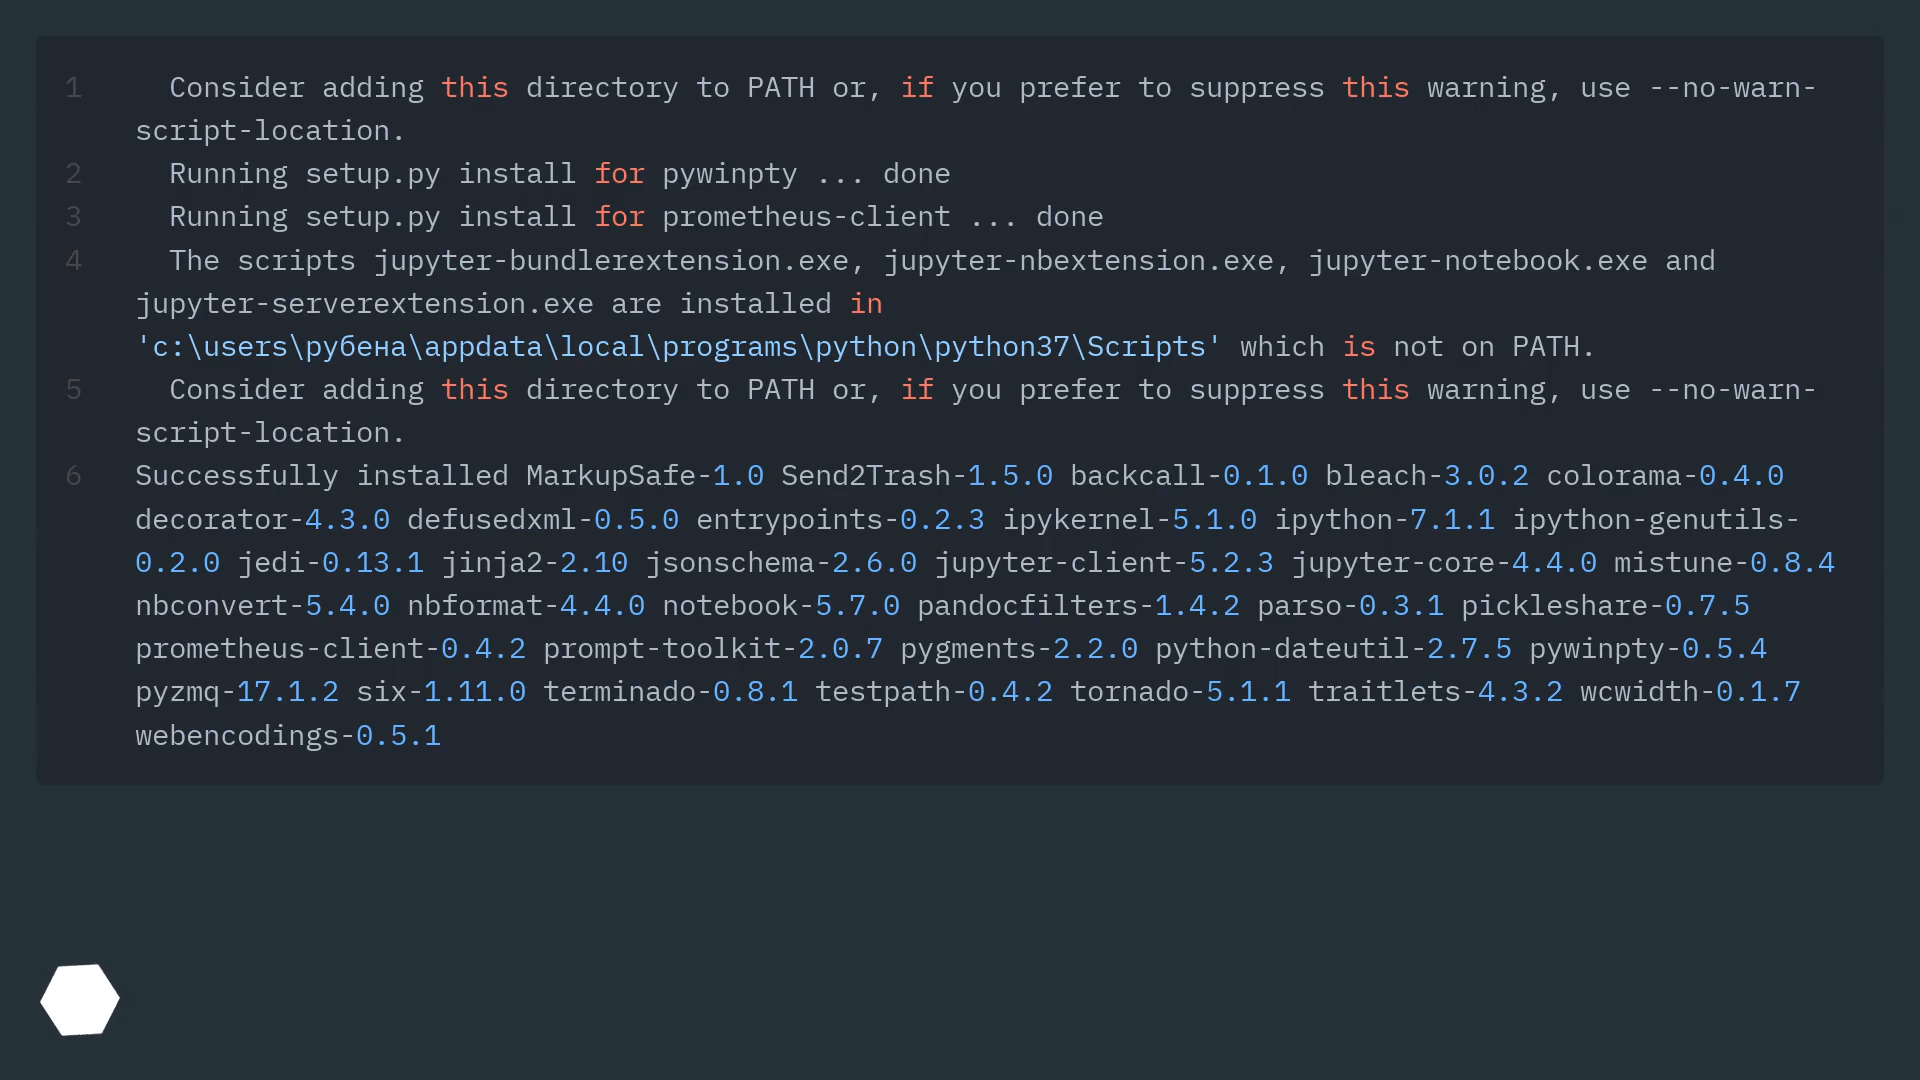 1 Consider adding this directory to PATH or, if you prefer to suppress this warning, use --no-warn-
script-location.
2 Running setup.py install for pywinpty ... done
3 Running setup.py install for prometheus-client ... done
4 The scripts jupyter-bundlerextension.exe, jupyter-nbextension.exe, jupyter-notebook.exe and
jupyter-serverextension.exe are installed in
'c:\users\рубена\appdata\local\programs\python\python37\Scripts' which is not on PATH.
5 Consider adding this directory to PATH or, if you prefer to suppress this warning, use --no-warn-
script-location.
6 Successfully installed MarkupSafe-1.0 Send2Trash-1.5.0 backcall-0.1.0 bleach-3.0.2 colorama-0.4.0
decorator-4.3.0 defusedxml-0.5.0 entrypoints-0.2.3 ipykernel-5.1.0 ipython-7.1.1 ipython-genutils-
0.2.0 jedi-0.13.1 jinja2-2.10 jsonschema-2.6.0 jupyter-client-5.2.3 jupyter-core-4.4.0 mistune-0.8.4
nbconvert-5.4.0 nbformat-4.4.0 notebook-5.7.0 pandocfilters-1.4.2 parso-0.3.1 pickleshare-0.7.5
prometheus-client-0.4.2 prompt-toolkit-2.0.7 pygments-2.2.0 python-dateutil-2.7.5 pywinpty-0.5.4
pyzmq-17.1.2 six-1.11.0 terminado-0.8.1 testpath-0.4.2 tornado-5.1.1 traitlets-4.3.2 wcwidth-0.1.7
webencodings-0.5.1